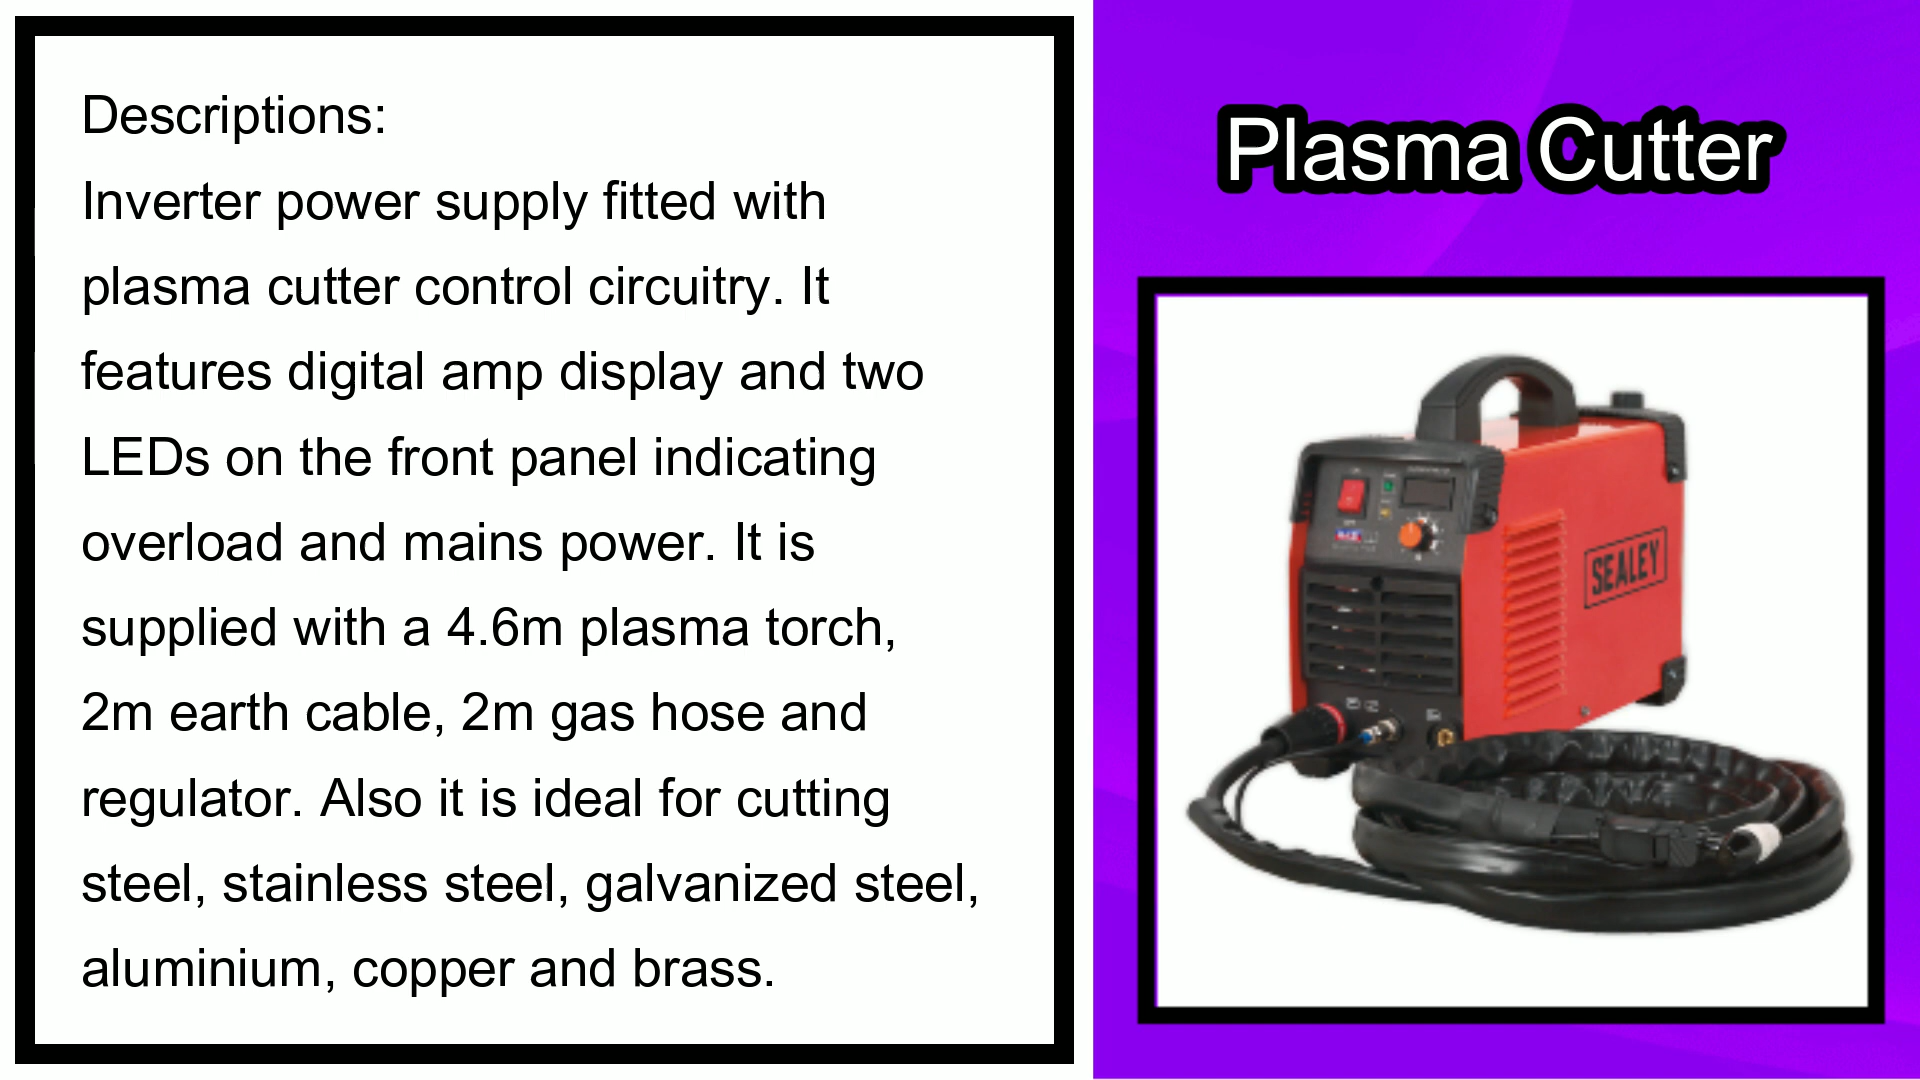 Descriptions:
Inverter power supply fitted with
plasma cutter control circuitry. It
features digital amp display and two
LEDs on the front panel indicating
overload and mains power. It is
supplied with a 4.6m plasma torch,
2m earth cable, 2m gas hose and
regulator. Also it is ideal for cutting
steel, stainless steel, galvanized steel,
aluminium, copper and brass.
Plasma Cutter
SEALEY